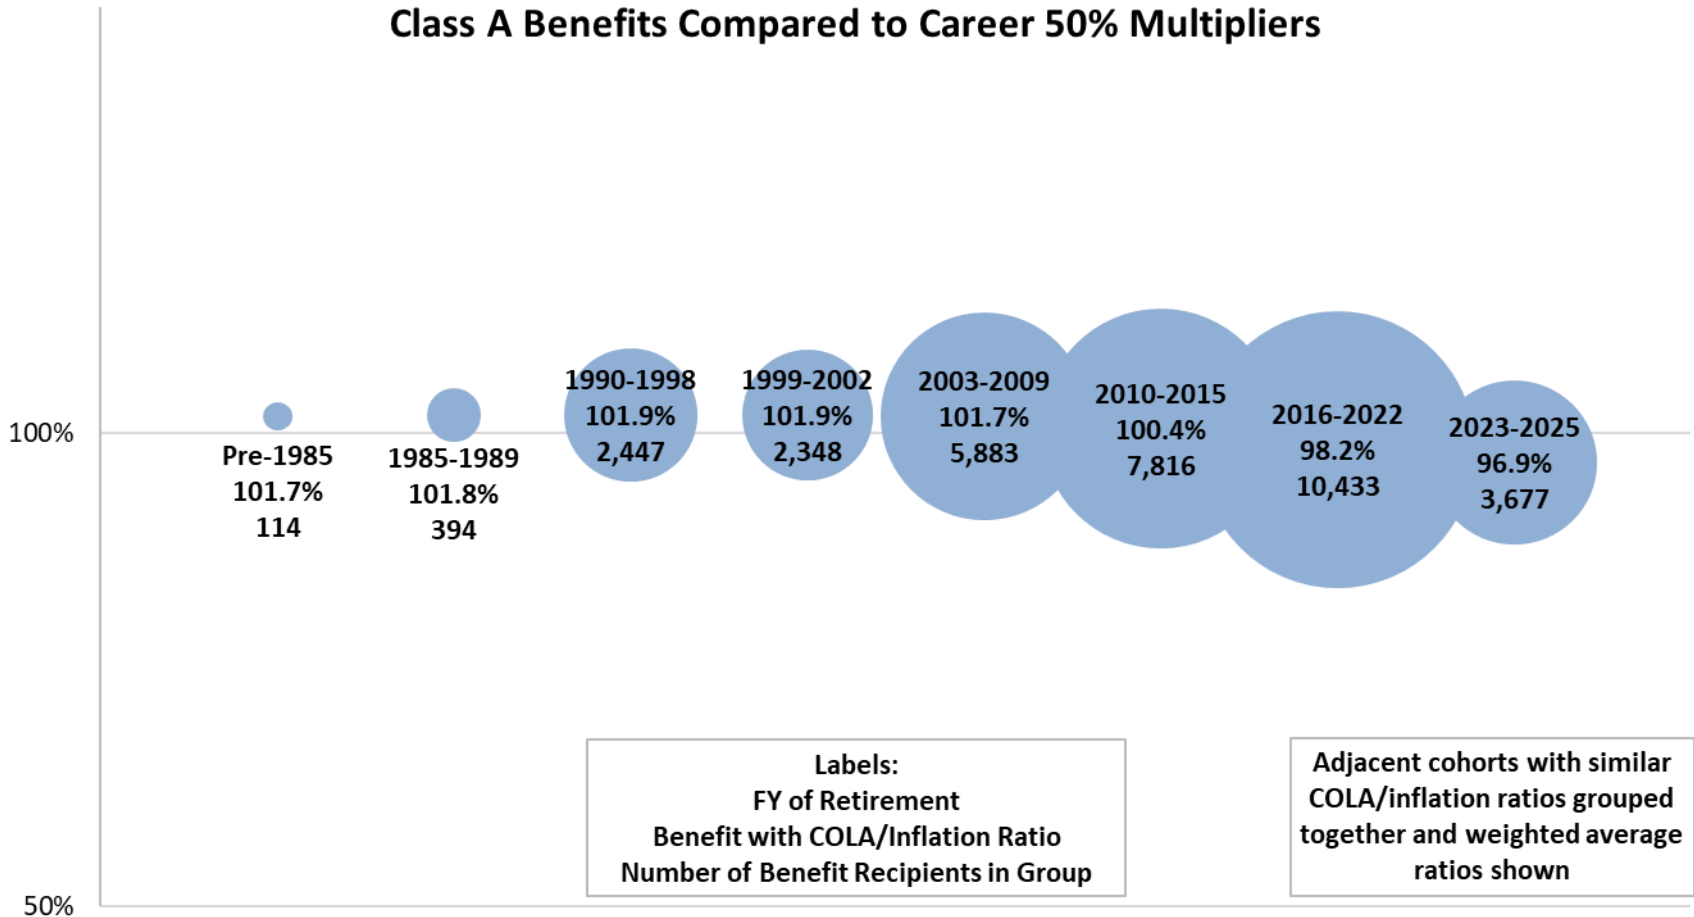 Class A Benefits Compared to Career 50% Multipliers
100%
Pre-1985
101.7%
114
1985-1989
101.8%
394
1990-1998
101.9%
2,447
1999-2002
101.9%
2,348
2003-2009
101.7%
5,883
2010-2015
100.4%
7,816
2016-2022
98.2%
10,433
2023-2025
96.9%
3,677
Labels:
FY of Retirement
Benefit with COLA/Inflation Ratio
Number of Benefit Recipients in Group
Adjacent cohorts with similar
COLA/inflation ratios grouped
together and weighted average
ratios shown
50%